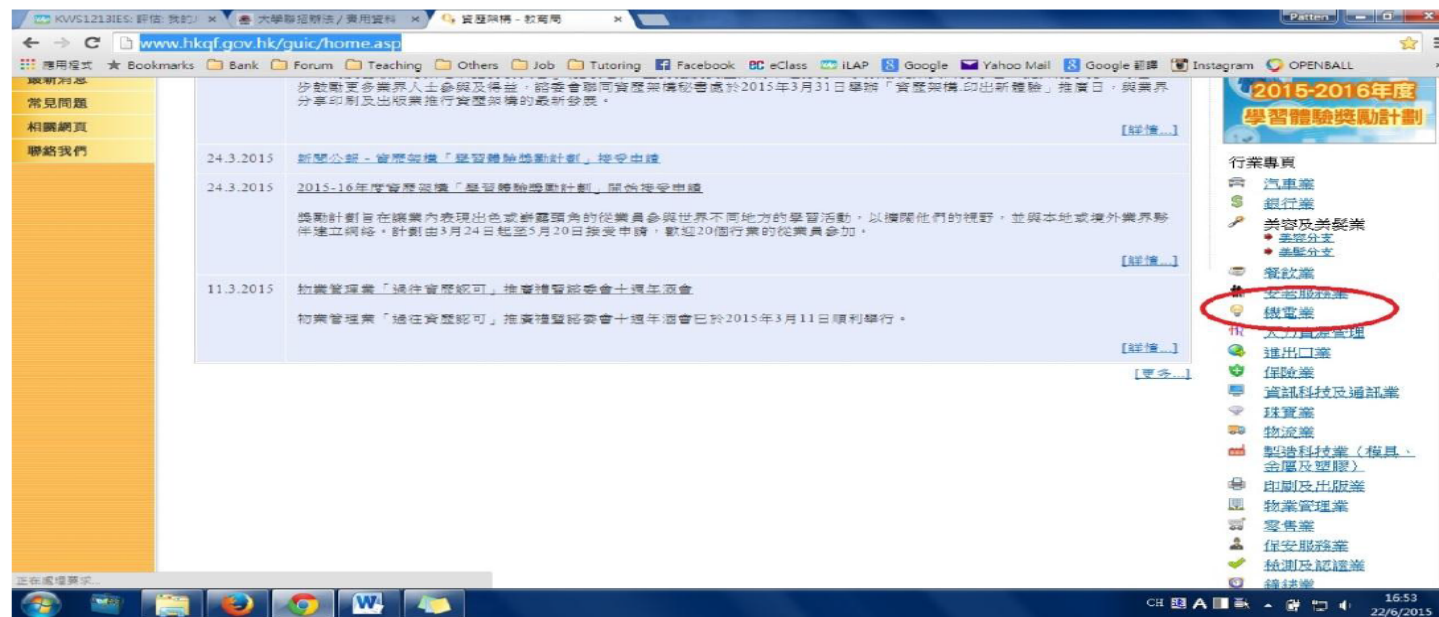 KWS1213IES: 評估: 我的
大學聯招辦法 / 費用資料
資歷架構 - 教育局
Patten
www.hkqf.gov.hk/guic/home.asp
應用程式 Bookmarks Bank Forum Teaching Others Job Tutoring Facebook eClass iLAP Google Yahoo Mail Google 翻譯 Instagram OPENBALL
最新消息
常見問題
相關網頁
聯絡我們
步鼓勵更多業界人士參與及得益，諮委會聯同資歷架構秘書處於2015年3月31日舉辦「資歷架構.印出新體驗」推廣日，與業界
分享印刷及出版業推行資歷架構的最新發展。
[詳情...]
24.3.2015 新聞公報 - 資歷架構「學習體驗獎勵計劃」接受申請
24.3.2015 2015-16年度資歷架構「學習體驗獎勵計劃」開始接受申請
獎勵計劃旨在讓業內表現出色或嶄露頭角的從業員參與世界不同地方的學習活動，以擴闊他們的視野，並與本地或境外業界夥
伴建立網絡。計劃由3月24日起至5月20日接受申請，歡迎20個行業的從業員參加。
[詳情...]
11.3.2015 物業管理業「過往資歷認可」推廣禮暨諮委會十週年酒會
物業管理業「過往資歷認可」推廣禮暨諮委會十週年酒會已於2015年3月11日順利舉行。
[詳情...]
[更多...]
2015-2016年度
學習體驗獎勵計劃
行業專頁
汽車業
銀行業
美容及美髮業
美容分支
美髮分支
餐飲業
安老服務業
機電業
人力資源管理
進出口業
保險業
資訊科技及通訊業
珠寶業
物流業
製造科技業（模具、
金屬及塑膠）
印刷及出版業
物業管理業
零售業
保安服務業
檢測及認證業
鐘錶業
正在處理要求...
CH
16:53
22/6/2015